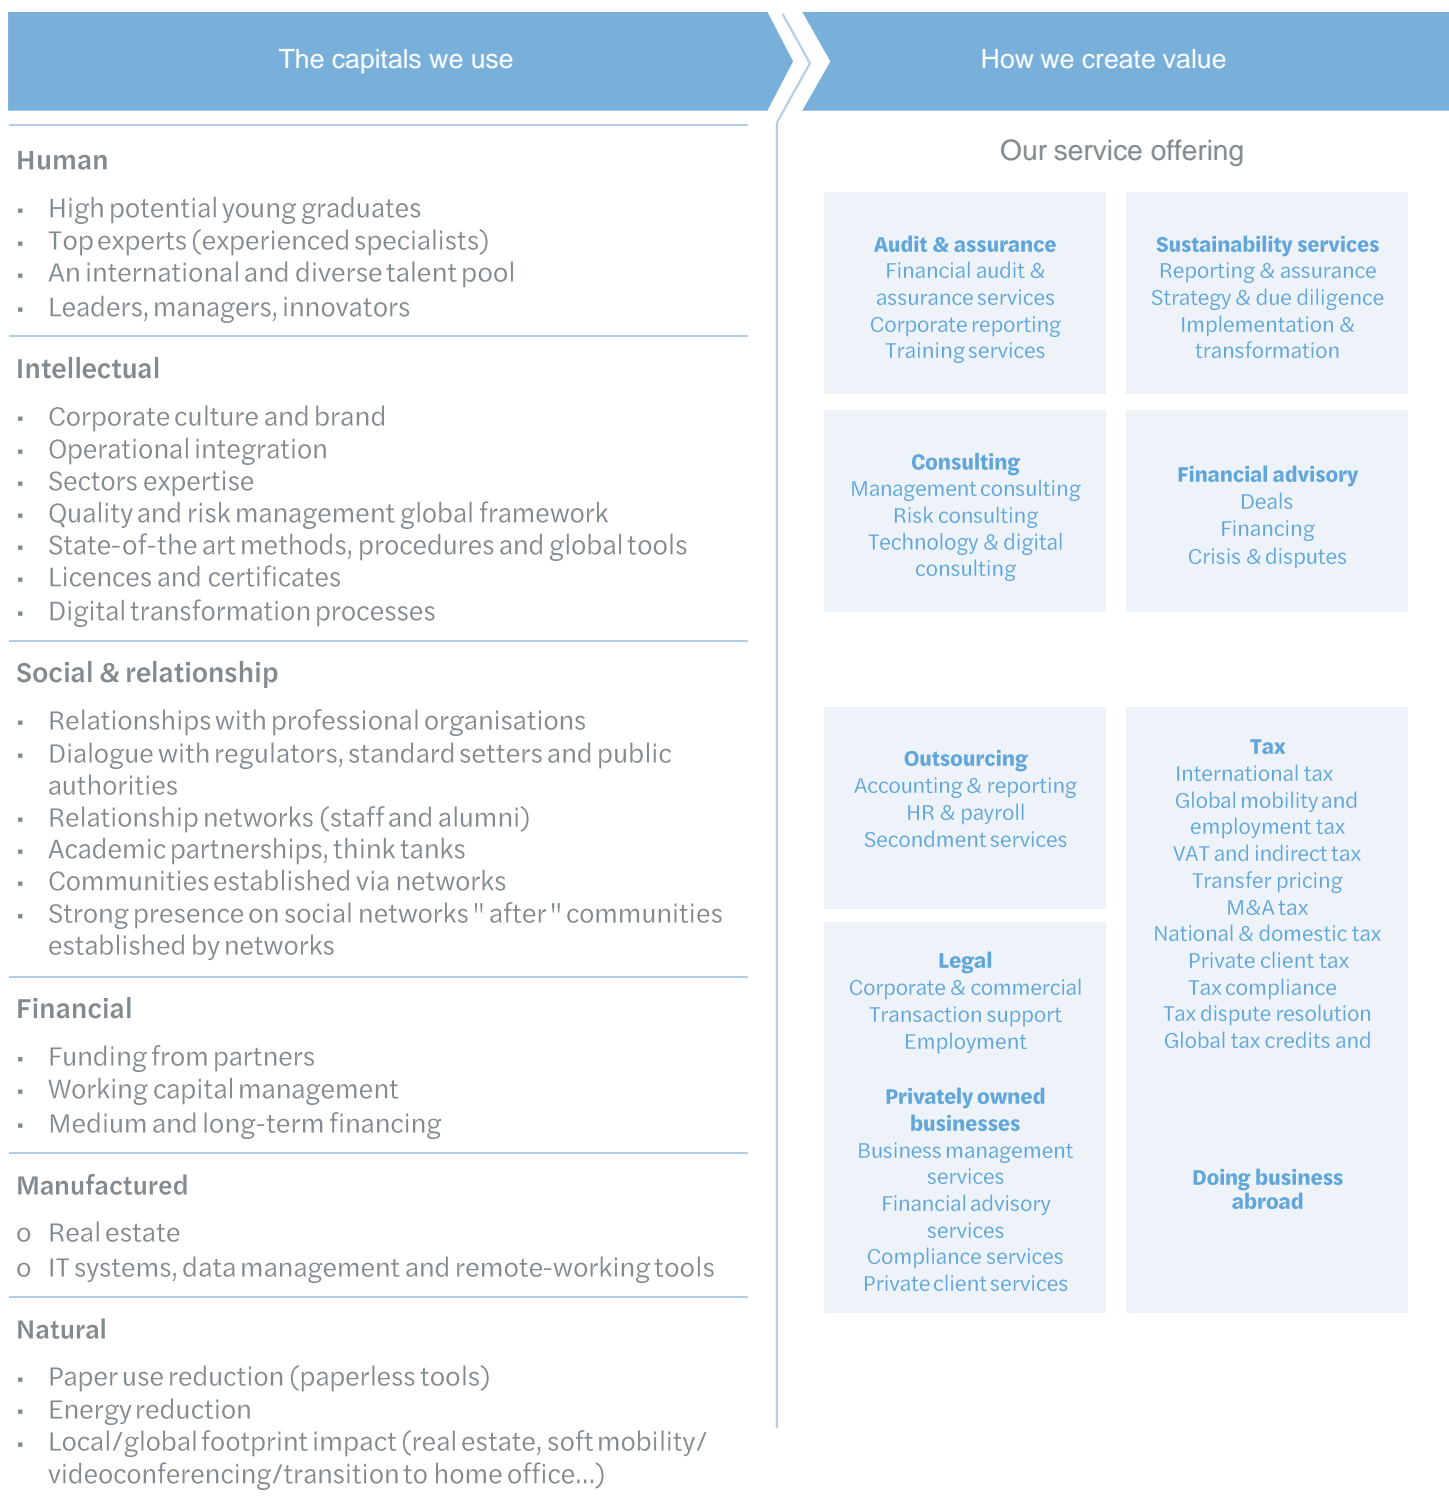 The capitals we use
Human
▪ High potential young graduates
▪ Top experts (experienced specialists)
▪ An international and diverse talent pool
▪ Leaders, managers, innovators
Intellectual
▪ Corporate culture and brand
▪ Operational integration
▪ Sectors expertise
▪ Quality and risk management global framework
▪ State-of-the art methods, procedures and global tools
▪ Licences and certificates
▪ Digital transformation processes
Social & relationship
▪ Relationships with professional organisations
▪ Dialogue with regulators, standard setters and public
authorities
▪ Relationship networks (staff and alumni)
▪ Academic partnerships, think tanks
▪ Communities established via networks
▪ Strong presence on social networks " after " communities
established by networks
Financial
▪ Funding from partners
▪ Working capital management
▪ Medium and long-term financing
Manufactured
o Real estate
o IT systems, data management and remote-working tools
Natural
▪ Paper use reduction (paperless tools)
▪ Energy reduction
▪ Local/global footprint impact (real estate, soft mobility/
videoconferencing/transition to home office...)
How we create value
Our service offering
Audit & assurance
Financial audit &
assurance services
Corporate reporting
Training services
Sustainability services
Reporting & assurance
Strategy & due diligence
Implementation &
transformation
Consulting
Management consulting
Risk consulting
Technology & digital
consulting
Financial advisory
Deals
Financing
Crisis & disputes
Outsourcing
Accounting & reporting
HR & payroll
Secondment services
Tax
International tax
Global mobility and
employment tax
VAT and indirect tax
Transfer pricing
M&A tax
National & domestic tax
Private client tax
Tax compliance
Tax dispute resolution
Global tax credits and
Legal
Corporate & commercial
Transaction support
Employment
Privately owned
businesses
Business management
services
Financial advisory
services
Compliance services
Private client services
Doing business
abroad